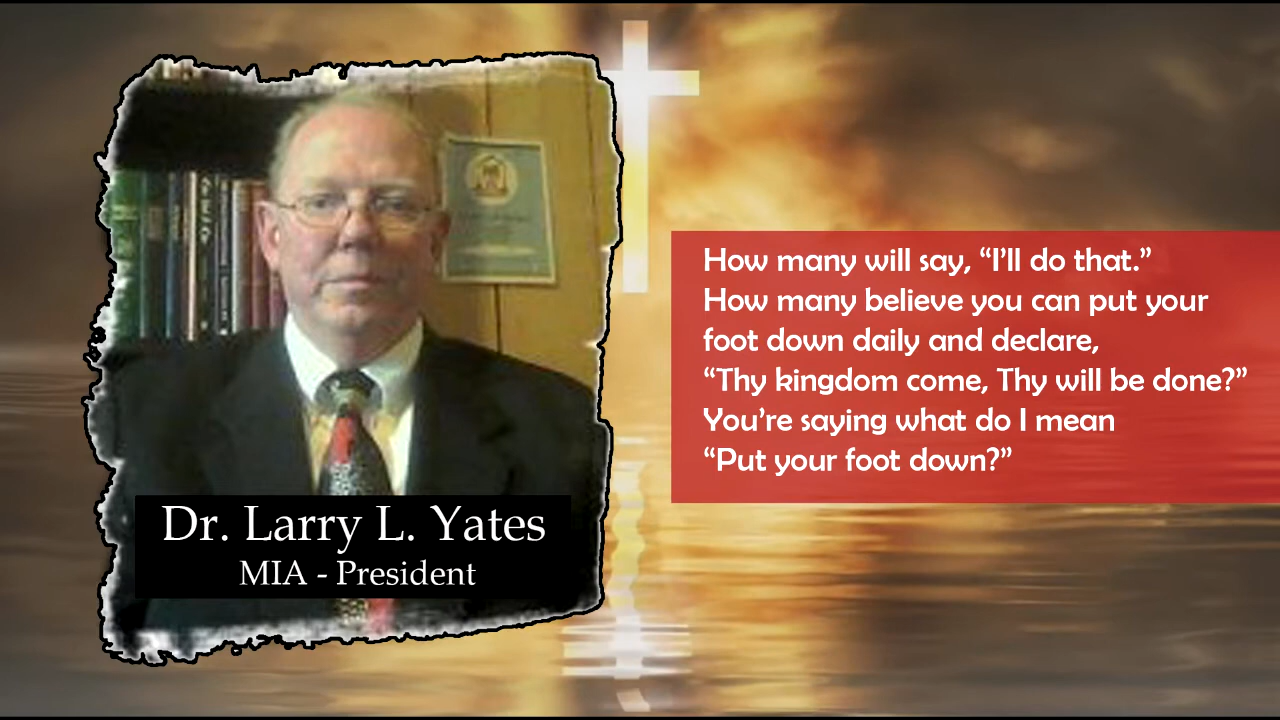 How many will say, “I’ll do that.”
How many believe you can put your
foot down daily and declare,
“Thy kingdom come, Thy will be done?”
You’re saying what do I mean
“Put your foot down?”
Dr. Larry L. Yates
MIA - President